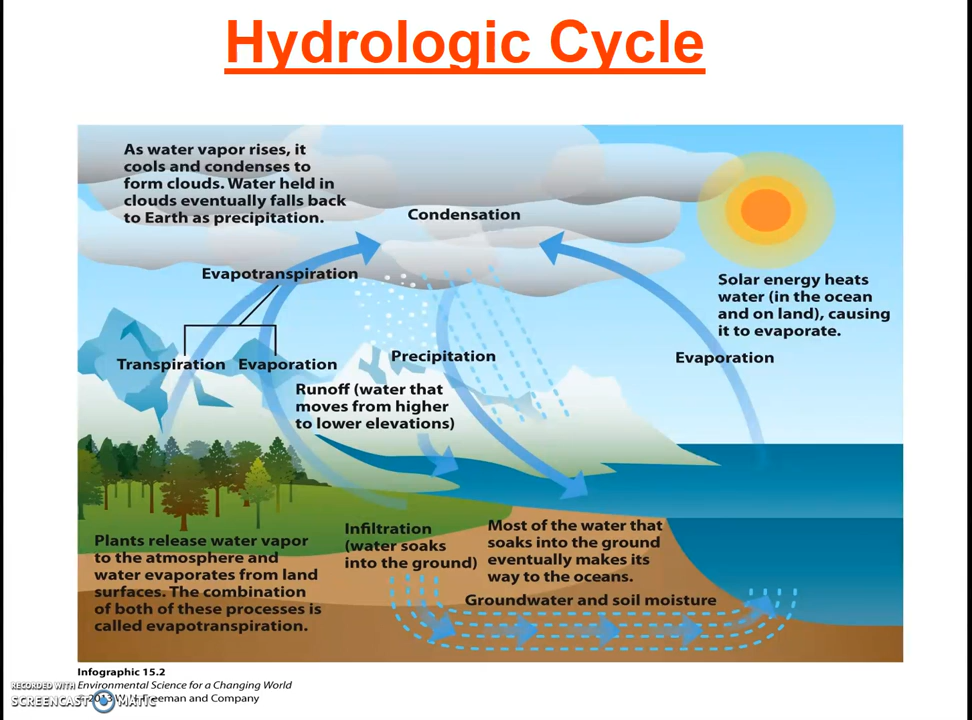 Hydrologic Cycle
As water vapor rises, it
cools and condenses to
form clouds. Water held in
clouds eventually falls back
to Earth as precipitation.
Condensation
Evapotranspiration
Solar energy heats
water (in the ocean
and on land), causing
it to evaporate.
Transpiration
Evaporation
Precipitation
Evaporation
Runoff (water that
moves from higher
to lower elevations)
Plants release water vapor
to the atmosphere and
water evaporates from land
surfaces. The combination
of both of these processes is
called evapotranspiration.
Infiltration
(water soaks
into the ground)
Most of the water that
soaks into the ground
eventually makes its
way to the oceans.
Groundwater and soil moisture
Infographic 15.2
Environmental Science for a Changing World
Freeman and Company
RECORDED WITH
SCREENCAST MATIC